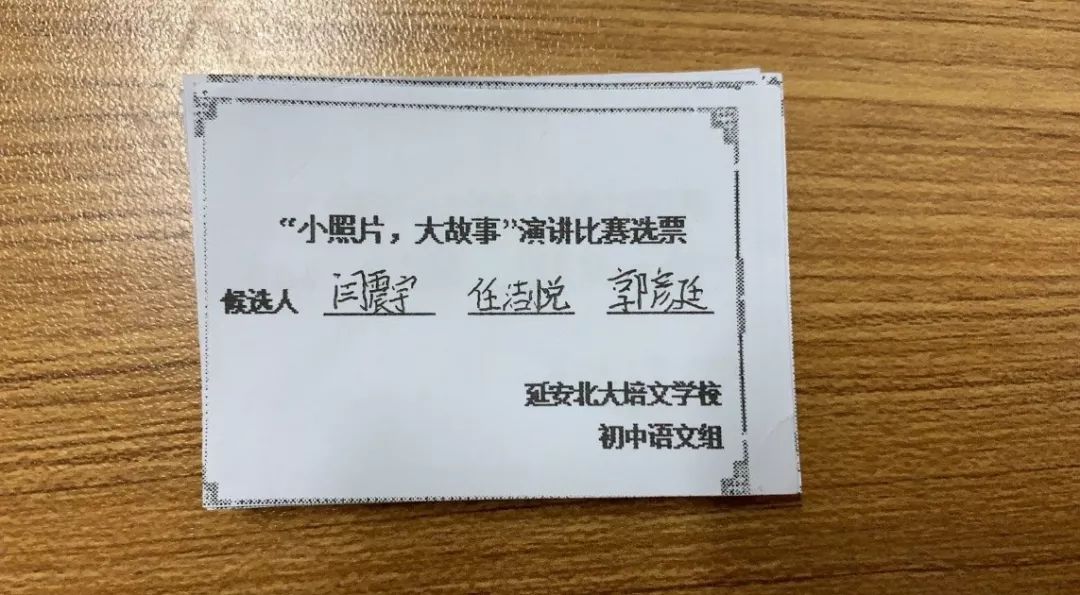 “小照片，大故事”演讲比赛选票
候选人 闫震宇 任洁悦 郭彦廷
延安北大培文学校
初中语文组